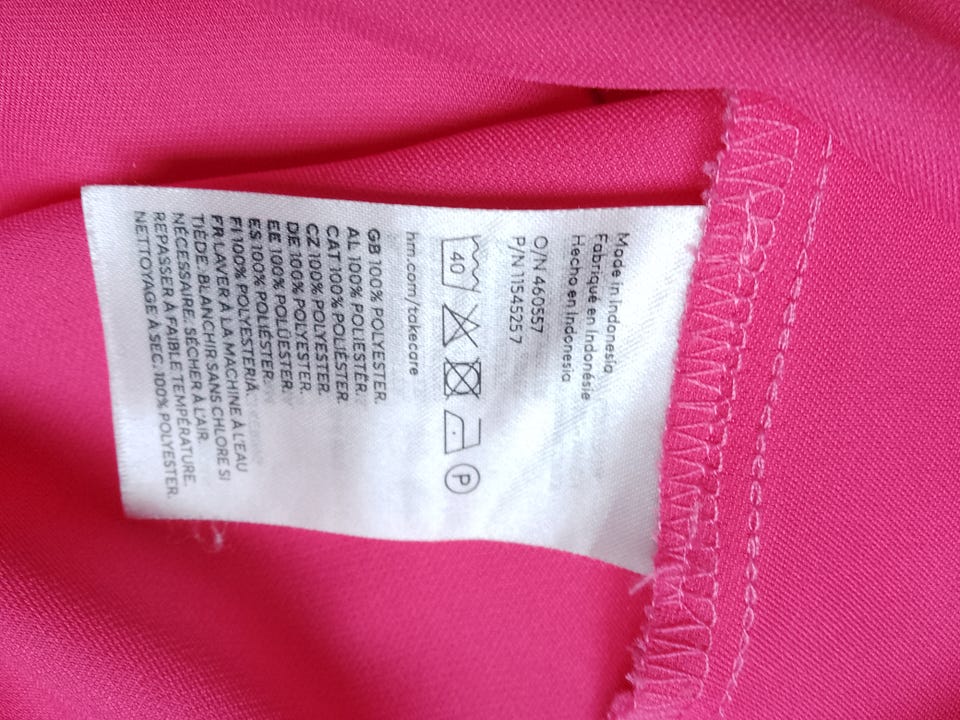 Made in Indonesia
Fabriqué en Indonésie
Hecho en Indonesia
O/N 460557
P/N 1154525 7
40
P
hm.com/takecare
GB 100% POLYESTER.
AL 100% POLIESTËR.
CAT 100% POLIÈSTER.
CZ 100% POLYESTER.
DE 100% POLYESTER.
EE 100% POLÜESTER.
ES 100% POLIÉSTER.
FI 100% POLYESTERIÄ.
FR LAVER À LA MACHINE À L'EAU
TIÈDE. BLANCHIR SANS CHLORE SI
NÉCESSAIRE. SÉCHER À L'AIR.
REPASSER À FAIBLE TEMPÉRATURE.
NETTOYAGE À SEC. 100% POLYESTER.